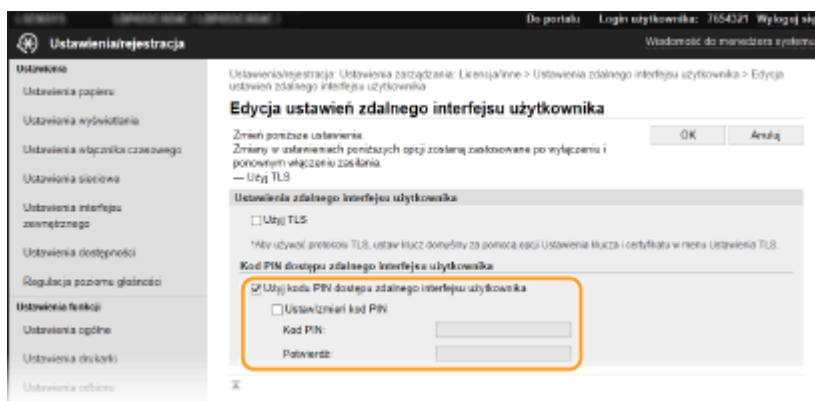 Do portalu Login użytkownika: 7654321 Wyloguj się
Ustawienia/rejestracja
Wiadomość do menedżera systemu
Ustawienia
Ustawienia papieru
Ustawienia wyświetlania
Ustawienia włącznika czasowego
Ustawienia sieciowe
Ustawienia interfejsu
zewnętrznego
Ustawienia dostępności
Regulacja poziomu głośności
Ustawienia funkcji
Ustawienia ogólne
Ustawienia drukarki
Ustawienia odbioru
Ustawienia/rejestracja: Ustawienia zarządzania: Licencja/Inne > Ustawienia zdalnego interfejsu użytkownika > Edycja
ustawień zdalnego interfejsu użytkownika
Edycja ustawień zdalnego interfejsu użytkownika
Zmień poniższe ustawienia.
Zmiany w ustawieniach poniższych opcji zostaną zastosowane po wyłączeniu i
ponownym włączeniu zasilania.
— Użyj TLS
OK Anuluj
Ustawienia zdalnego interfejsu użytkownika
Użyj TLS
*Aby używać protokołu TLS, ustaw klucz domyślny za pomocą opcji Ustawienia klucza i certyfikatu w menu Ustawienia TLS.
Kod PIN dostępu zdalnego interfejsu użytkownika
Użyj kodu PIN dostępu zdalnego interfejsu użytkownika
Ustaw/zmień kod PIN
Kod PIN:
Potwierdź: